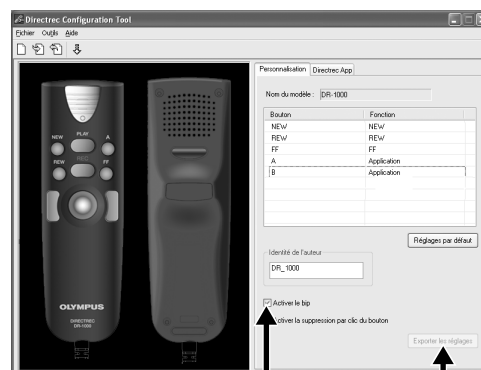 Directrec Configuration Tool
Fichier Outils Aide
Personnalisation Directrec App
Nom du modèle : DR-1000
Bouton Fonction
NEW NEW
REW REW
FF FF
A Application
B Application
Réglages par défaut
Identité de l'auteur
DR_1000
Activer le bip
Activer la suppression par clic du bouton
Exporter les réglages
NEW PLAY A
REW REC FF
OLYMPUS
DIRECTREC
DR-1000